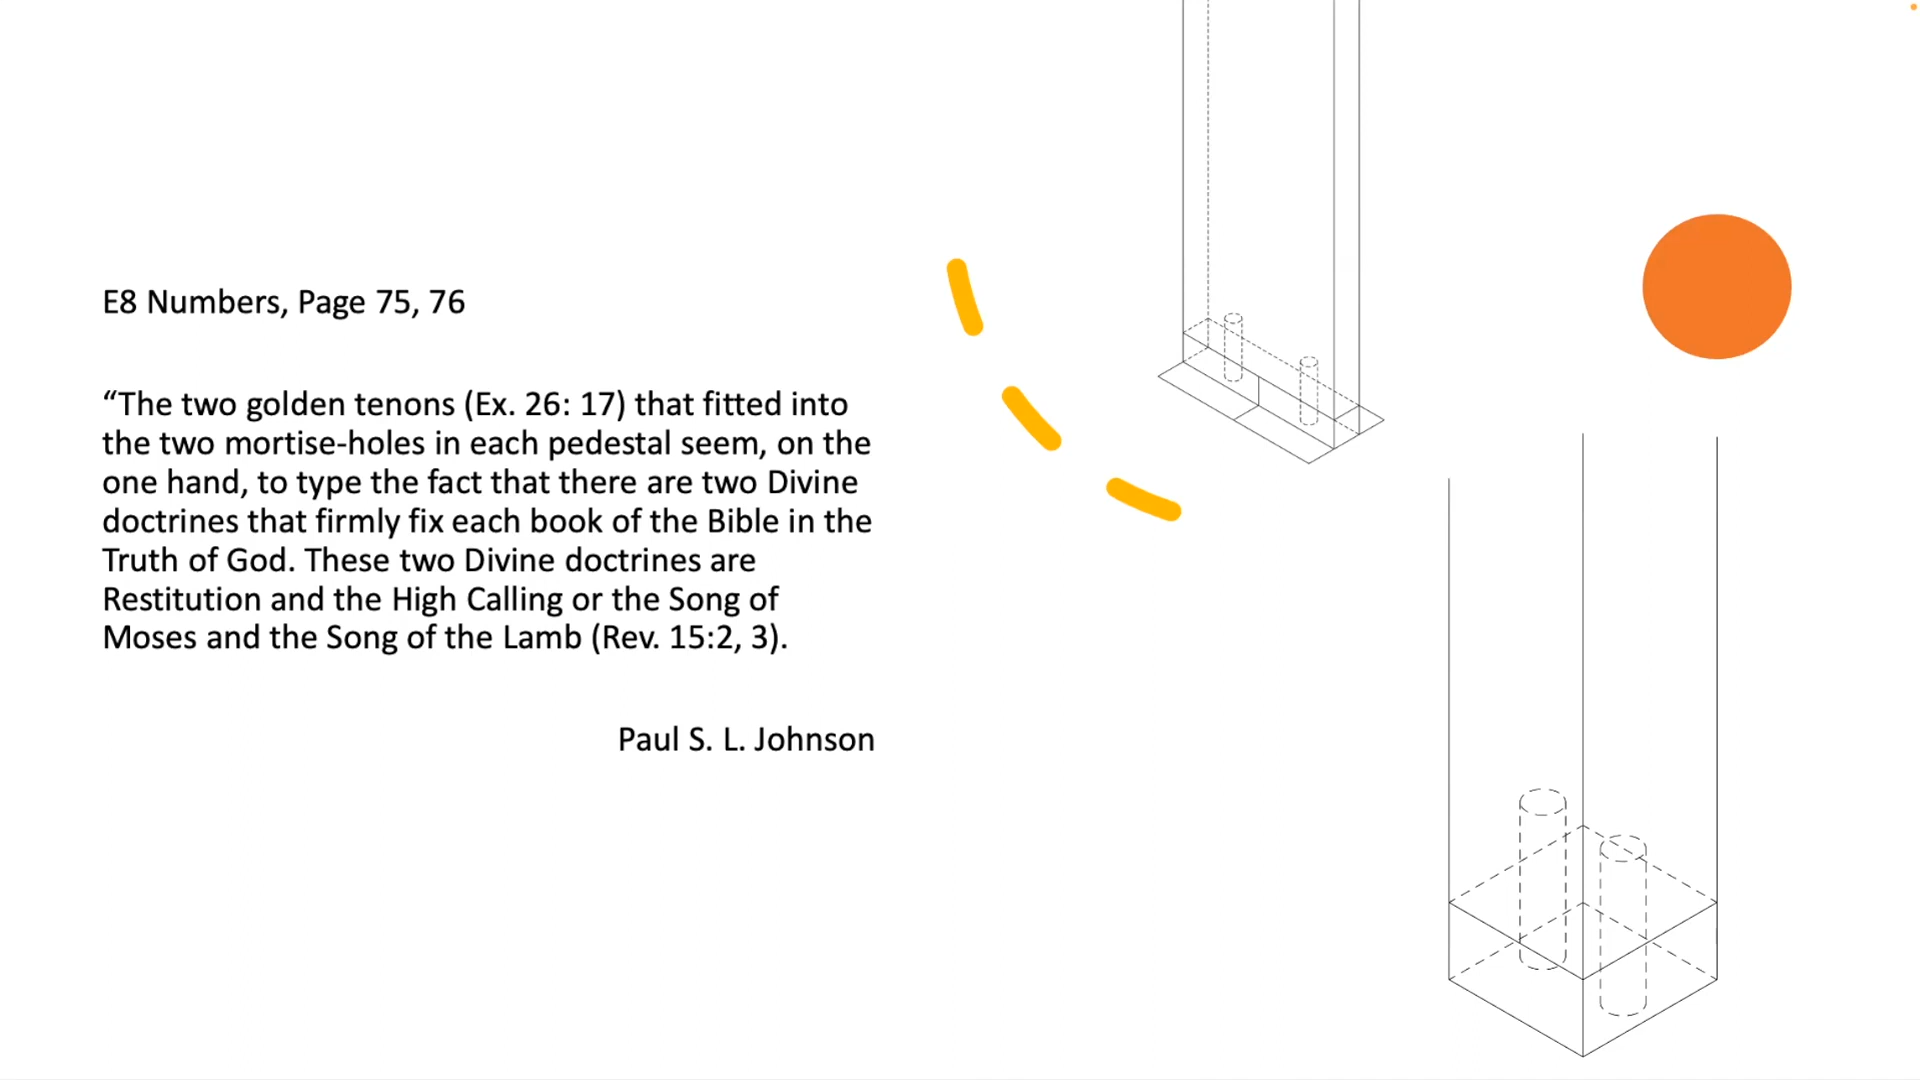 E8 Numbers, Page 75, 76
“The two golden tenons (Ex. 26: 17) that fitted into
the two mortise-holes in each pedestal seem, on the
one hand, to type the fact that there are two Divine
doctrines that firmly fix each book of the Bible in the
Truth of God. These two Divine doctrines are
Restitution and the High Calling or the Song of
Moses and the Song of the Lamb (Rev. 15:2, 3).
Paul S. L. Johnson